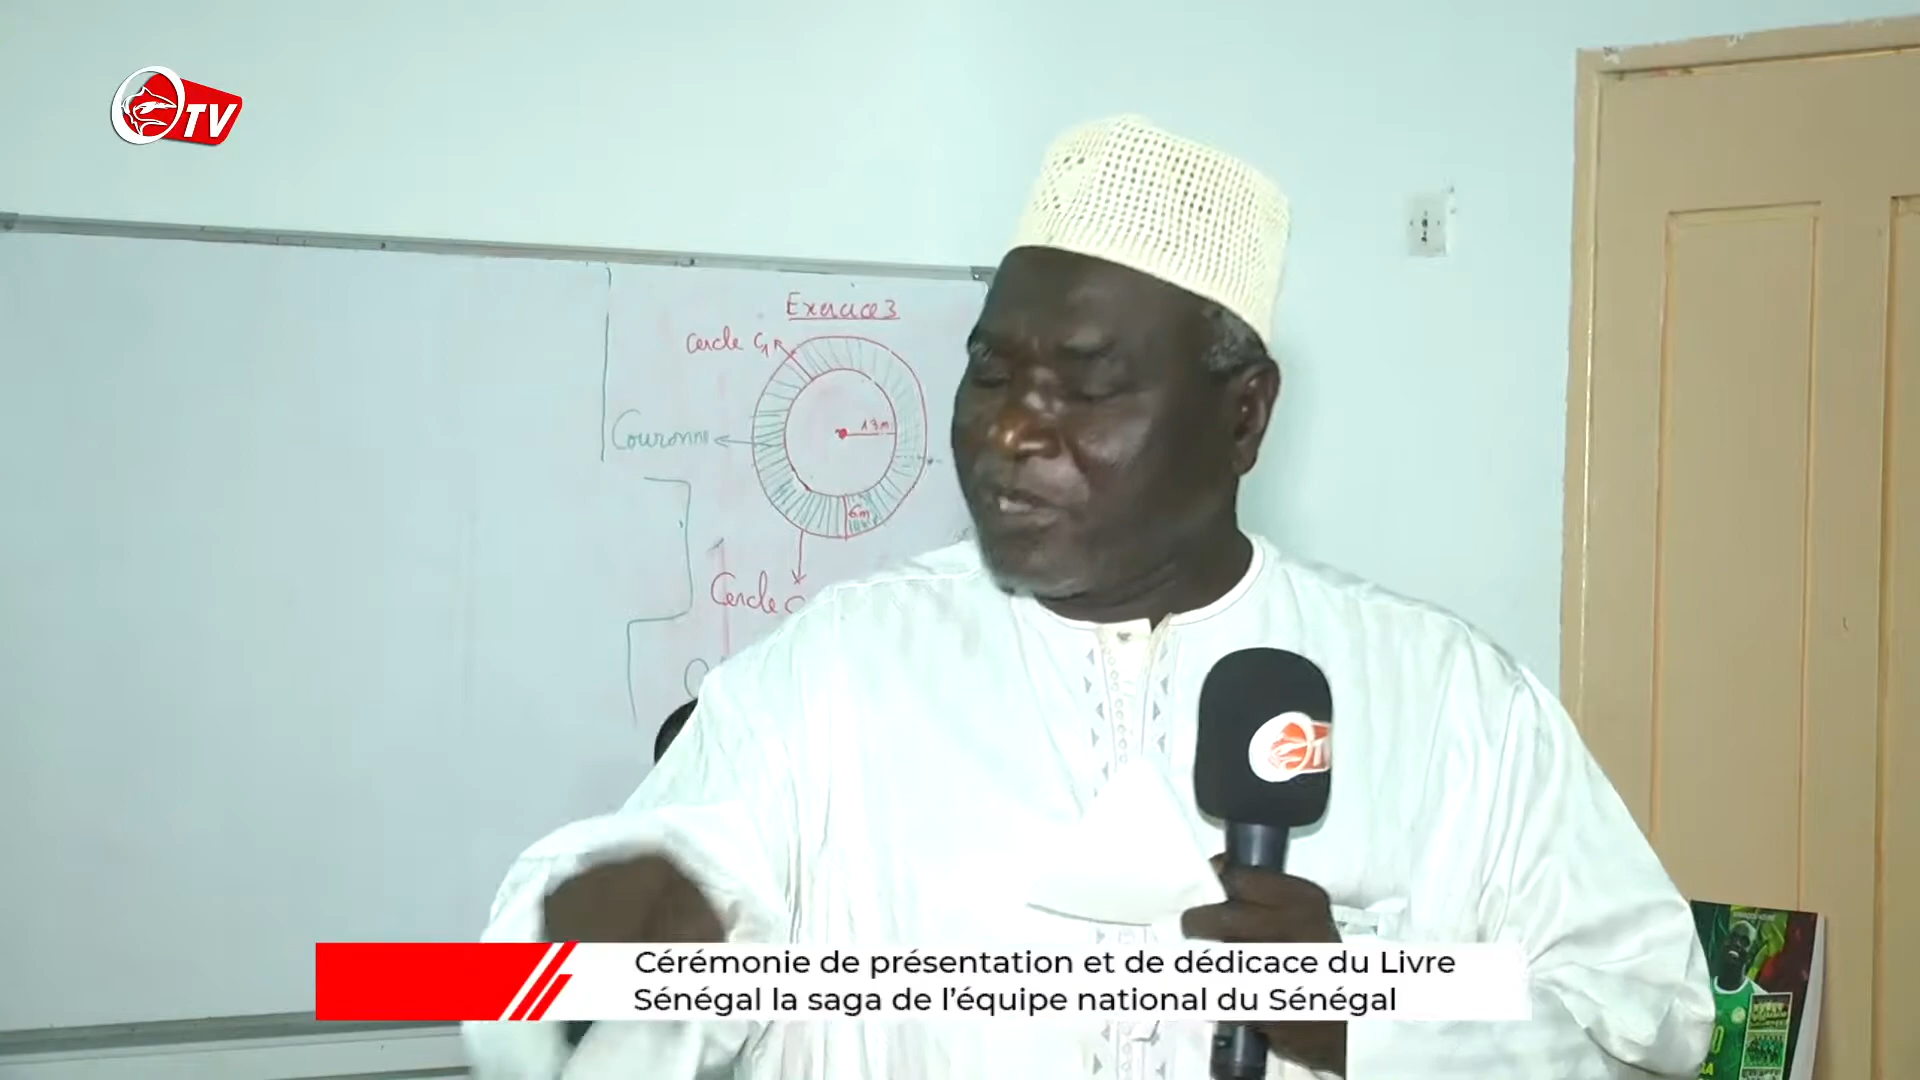 TV
Exercice 3
Cercle C1
13m
Couronne
6m
Cercle
Cérémonie de présentation et de dédicace du Livre
Sénégal la saga de l’équipe national du Sénégal